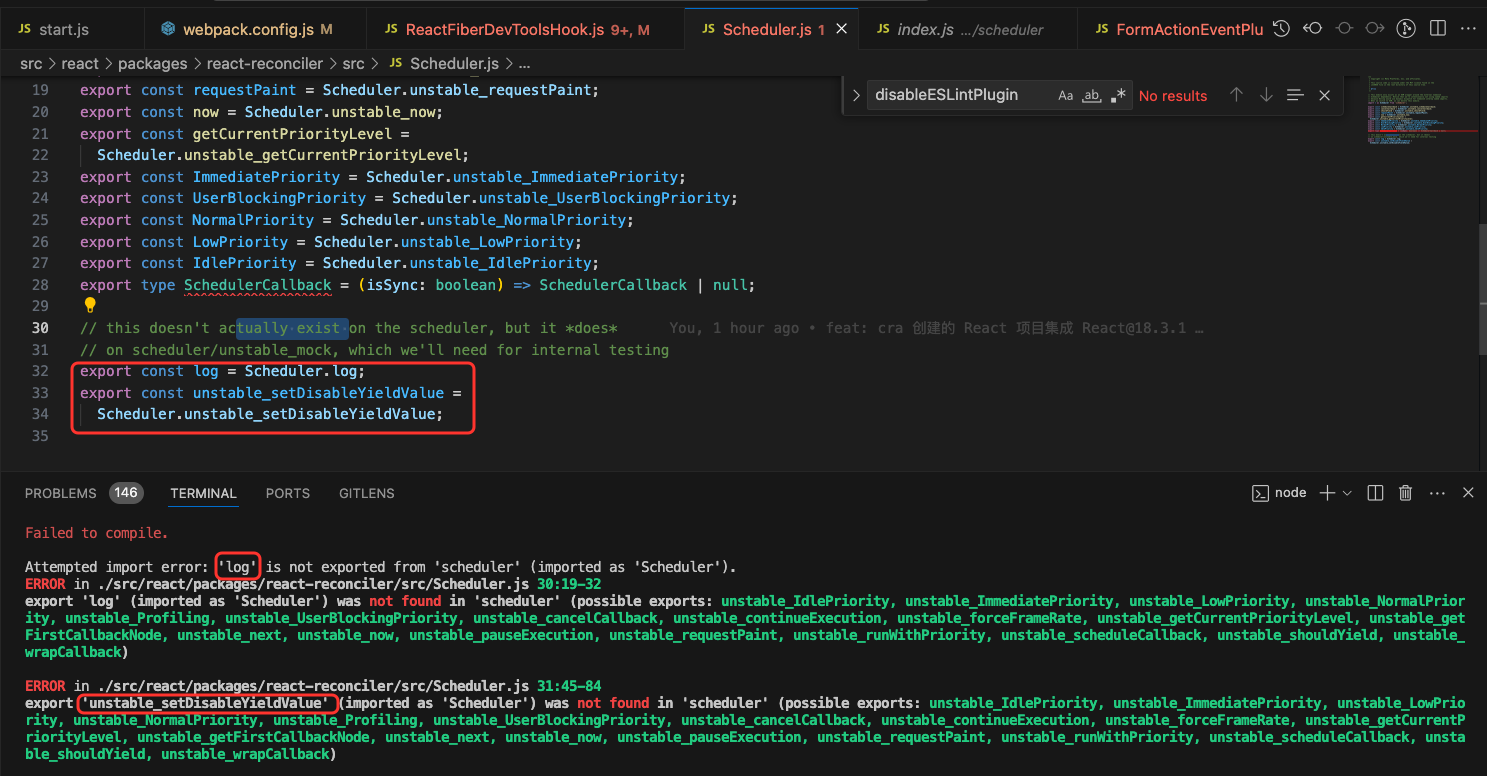 JS start.js webpack.config.js M JS ReactFiberDevToolsHook.js 9+, M JS Scheduler.js 1 JS index.js .../scheduler JS FormActionEventPlu
src > react > packages > react-reconciler > src > JS Scheduler.js > ...
disableESLintPlugin Aa ab .* No results
19 export const requestPaint = Scheduler.unstable_requestPaint;
20 export const now = Scheduler.unstable_now;
21 export const getCurrentPriorityLevel =
22 Scheduler.unstable_getCurrentPriorityLevel;
23 export const ImmediatePriority = Scheduler.unstable_ImmediatePriority;
24 export const UserBlockingPriority = Scheduler.unstable_UserBlockingPriority;
25 export const NormalPriority = Scheduler.unstable_NormalPriority;
26 export const LowPriority = Scheduler.unstable_LowPriority;
27 export const IdlePriority = Scheduler.unstable_IdlePriority;
28 export type SchedulerCallback = (isSync: boolean) => SchedulerCallback | null;
29
30 // this doesn't actually exist on the scheduler, but it *does* You, 1 hour ago • feat: cra 创建的 React 项目集成 React@18.3.1 …
31 // on scheduler/unstable_mock, which we'll need for internal testing
32 export const log = Scheduler.log;
33 export const unstable_setDisableYieldValue =
34 Scheduler.unstable_setDisableYieldValue;
35
PROBLEMS 146 TERMINAL PORTS GITLENS node
Failed to compile.
Attempted import error: 'log' is not exported from 'scheduler' (imported as 'Scheduler').
ERROR in ./src/react/packages/react-reconciler/src/Scheduler.js 30:19-32
export 'log' (imported as 'Scheduler') was not found in 'scheduler' (possible exports: unstable_IdlePriority, unstable_ImmediatePriority, unstable_LowPriority, unstable_NormalPrior
ity, unstable_Profiling, unstable_UserBlockingPriority, unstable_cancelCallback, unstable_continueExecution, unstable_forceFrameRate, unstable_getCurrentPriorityLevel, unstable_get
FirstCallbackNode, unstable_next, unstable_now, unstable_pauseExecution, unstable_requestPaint, unstable_runWithPriority, unstable_scheduleCallback, unstable_shouldYield, unstable_
wrapCallback)
ERROR in ./src/react/packages/react-reconciler/src/Scheduler.js 31:45-84
export 'unstable_setDisableYieldValue' (imported as 'Scheduler') was not found in 'scheduler' (possible exports: unstable_IdlePriority, unstable_ImmediatePriority, unstable_LowPrio
rity, unstable_NormalPriority, unstable_Profiling, unstable_UserBlockingPriority, unstable_cancelCallback, unstable_continueExecution, unstable_forceFrameRate, unstable_getCurrentP
riorityLevel, unstable_getFirstCallbackNode, unstable_next, unstable_now, unstable_pauseExecution, unstable_requestPaint, unstable_runWithPriority, unstable_scheduleCallback, unsta
ble_shouldYield, unstable_wrapCallback)